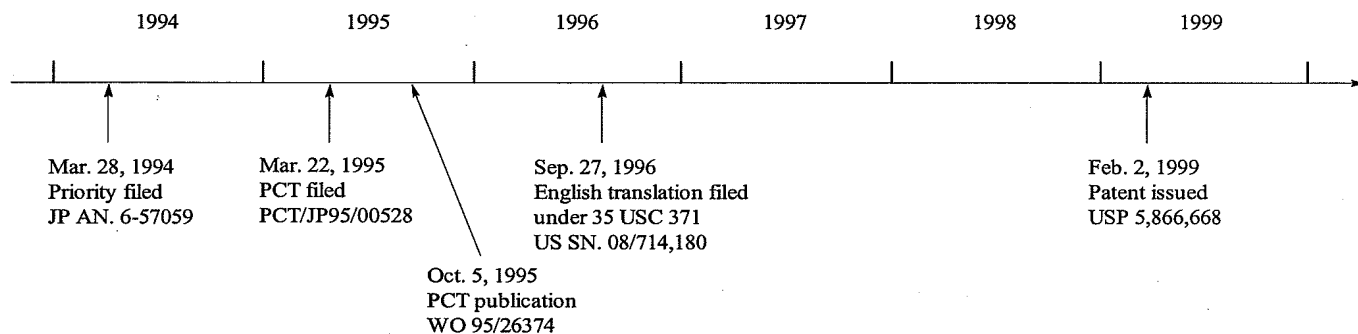 1994 1995 1996 1997 1998 1999
Mar. 28, 1994
Priority filed
JP AN. 6-57059
Mar. 22, 1995
PCT filed
PCT/JP95/00528
Oct. 5, 1995
PCT publication
WO 95/26374
Sep. 27, 1996
English translation filed
under 35 USC 371
US SN. 08/714,180
Feb. 2, 1999
Patent issued
USP 5,866,668